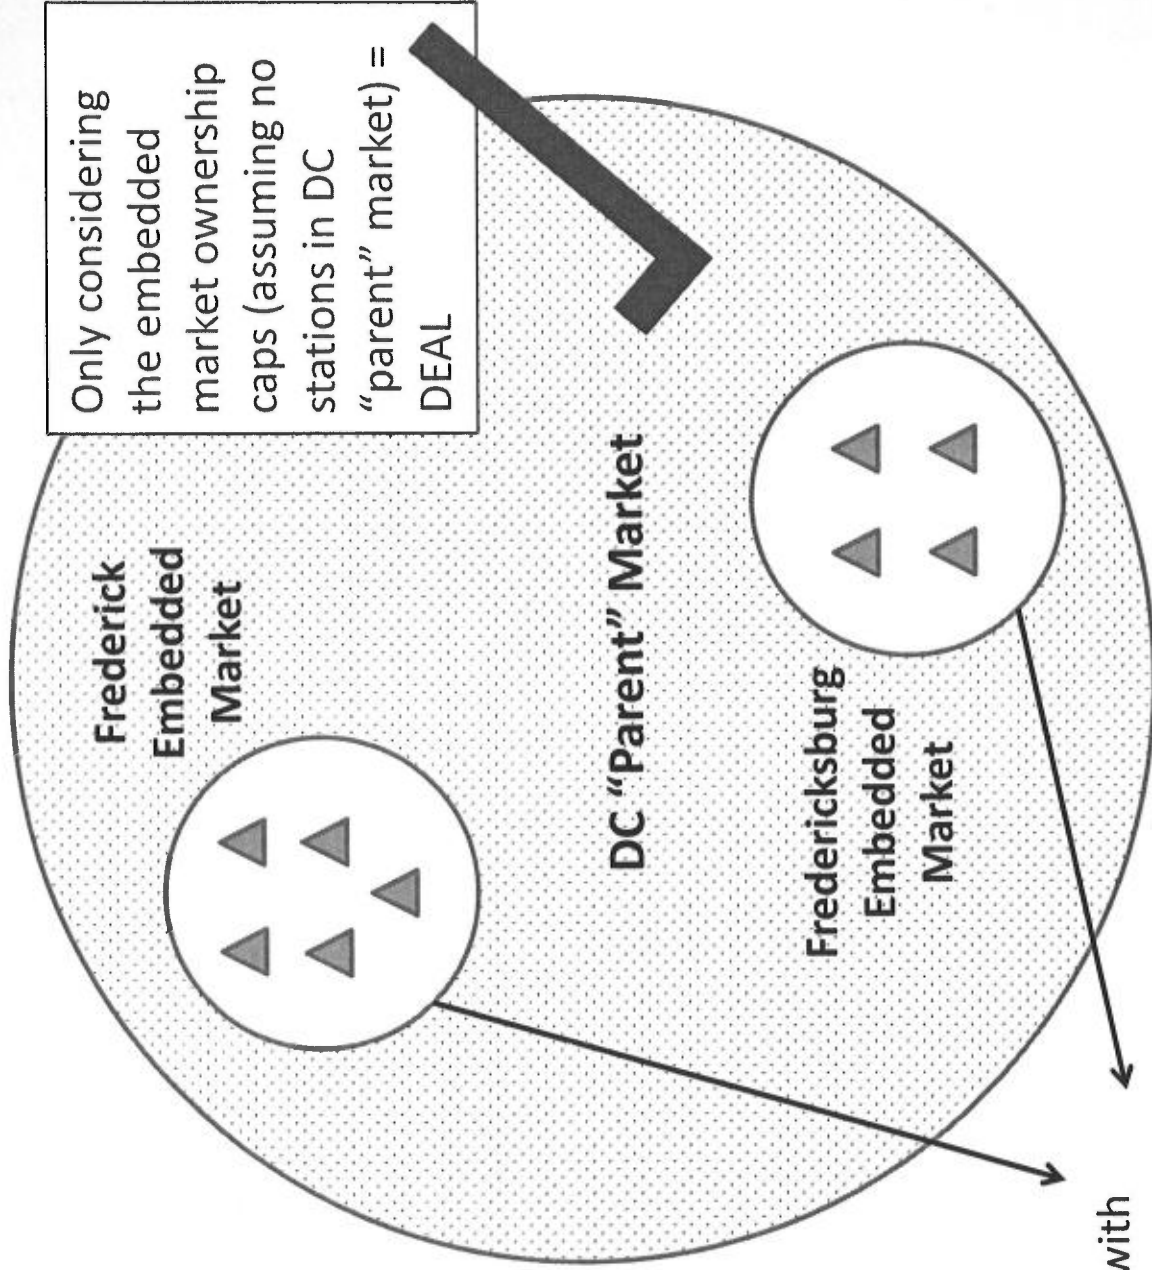 Only considering
the embedded
market ownership
caps (assuming no
stations in DC
“parent” market) =
DEAL
Frederick
Embedded
Market
DC “Parent” Market
Fredericksburg
Embedded
Market
with